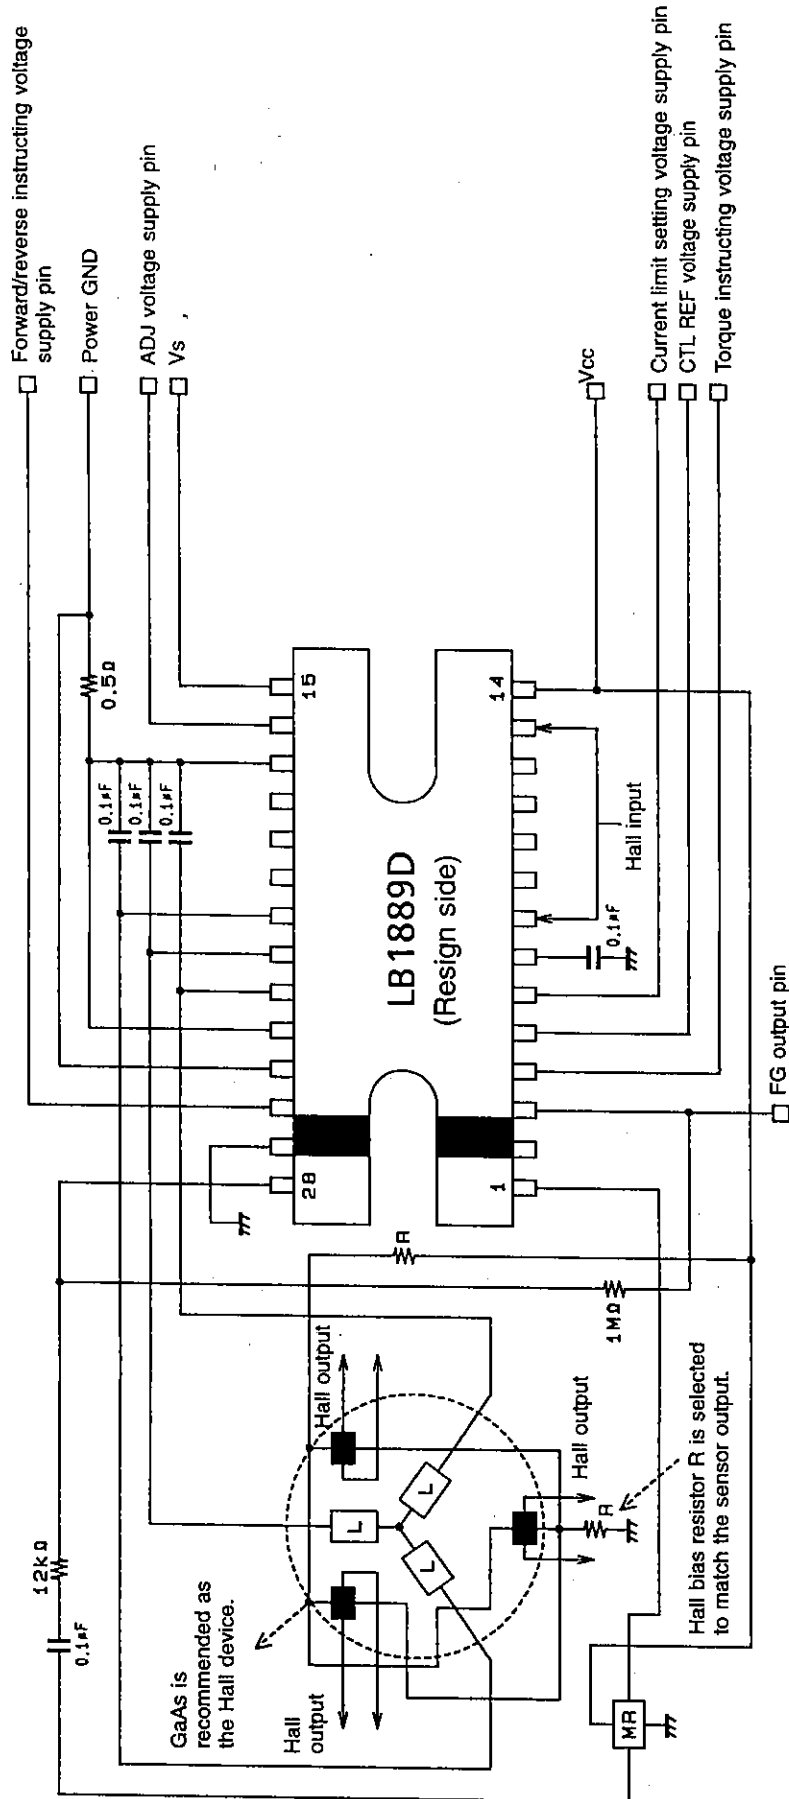 Forward/reverse instructing voltage
supply pin
Power GND
ADJ voltage supply pin
Vs
Vcc
Current limit setting voltage supply pin
CTL REF voltage supply pin
Torque instructing voltage supply pin
0.5Ω
0.1µF
0.1µF
0.1µF
15
14
LB1889D
(Resign side)
28
1
Hall input
0.1µF
FG output pin
12kΩ
0.1µF
R
1MΩ
Hall output
Hall output
Hall
output
L
L
L
R
GaAs is
recommended as
the Hall device.
Hall bias resistor R is selected
to match the sensor output.
MR